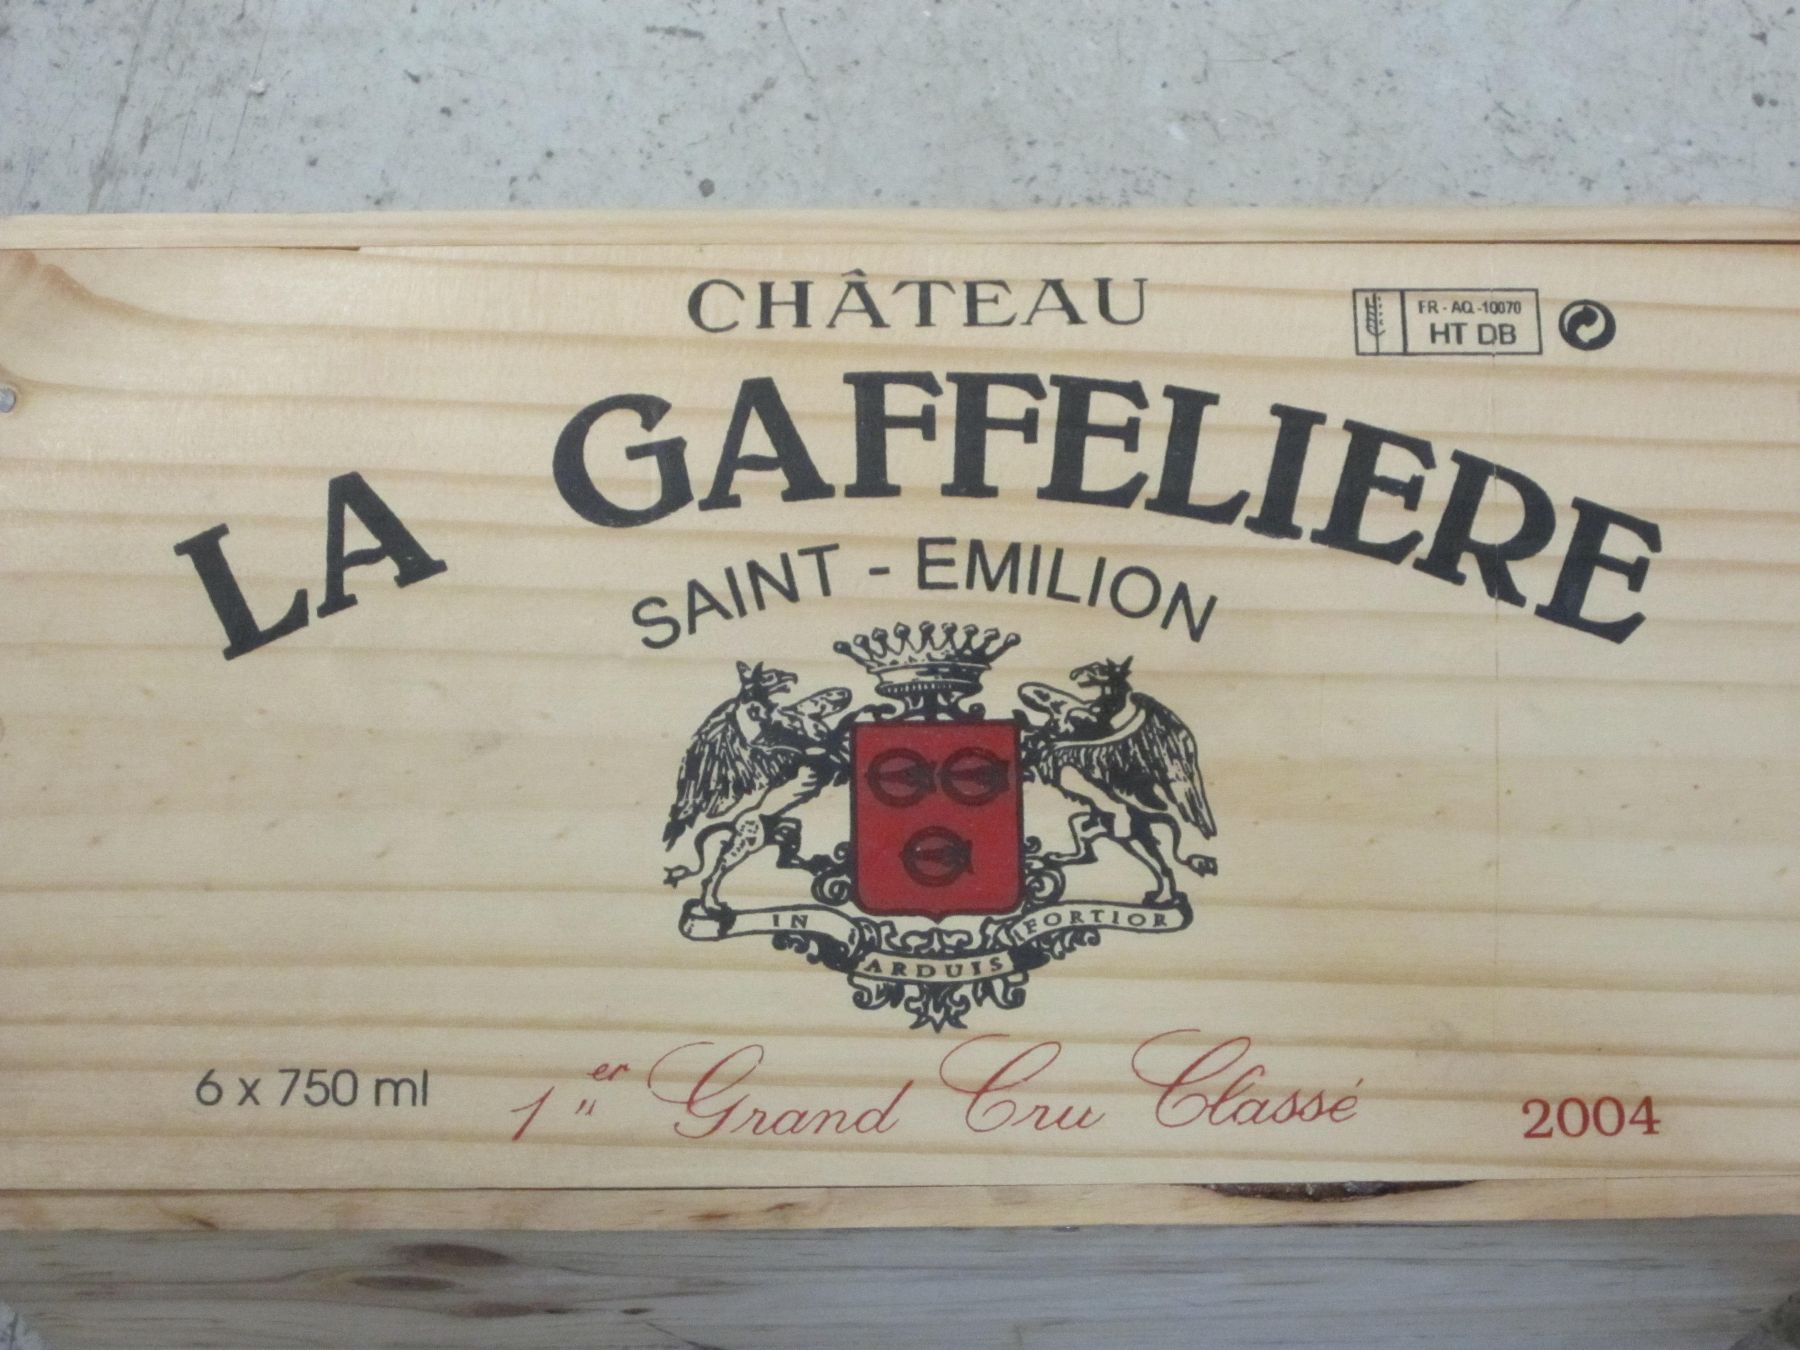 CHÂTEAU
FR - AQ -10070
HT DB
LA GAFFELIERE
SAINT - EMILION
IN ARDUIS FORTIOR
6 x 750 ml
1er Grand Cru Classé
2004